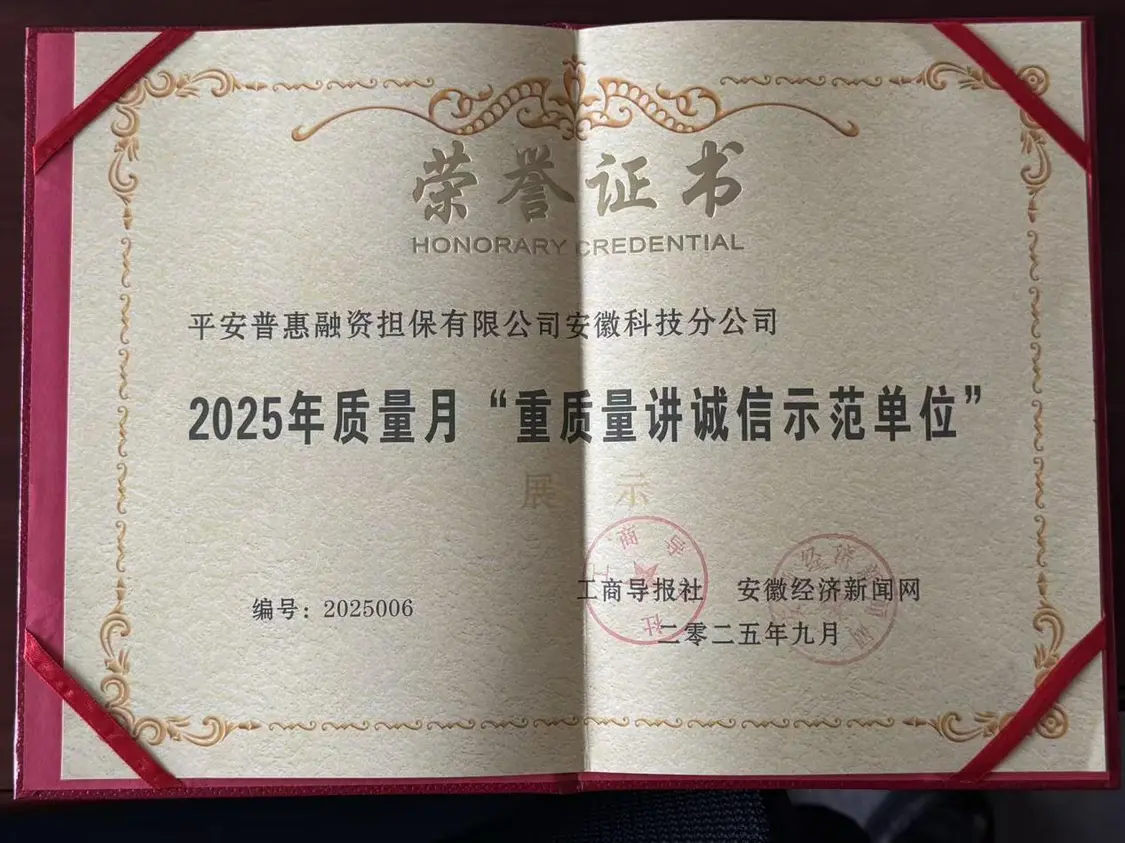 荣誉证书
HONORARY CREDENTIAL
平安普惠融资担保有限公司安徽科技分公司
2025年质量月“重质量讲诚信示范单位”
展 示
编号：2025006
工商导报社 安徽经济新闻网
二零二五年九月